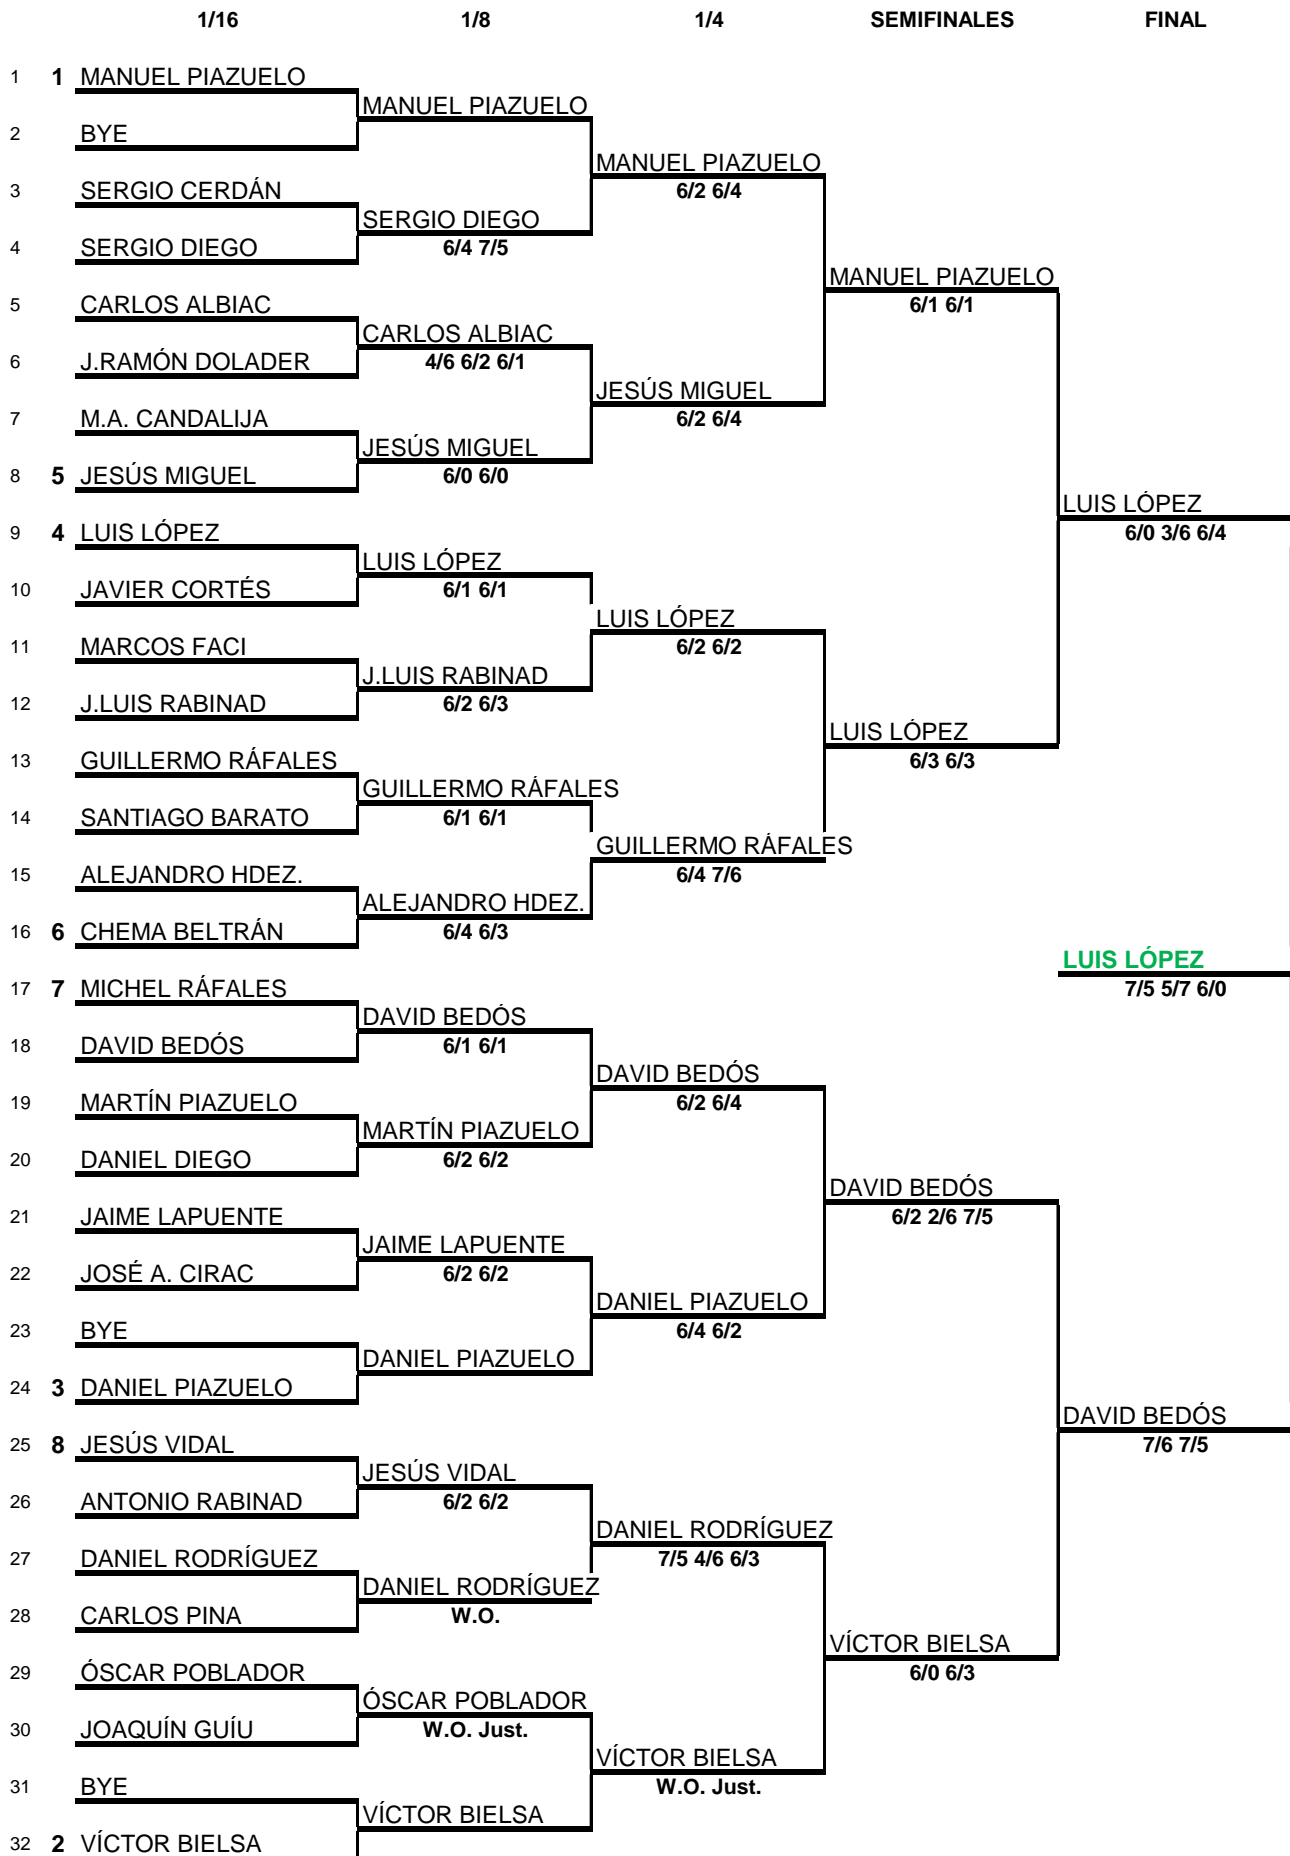 1/16 1/8 1/4 SEMIFINALES FINAL
1 1 MANUEL PIAZUELO
MANUEL PIAZUELO
2 BYE
MANUEL PIAZUELO
3 SERGIO CERDÁN 6/2 6/4
SERGIO DIEGO
4 SERGIO DIEGO 6/4 7/5
MANUEL PIAZUELO
5 CARLOS ALBIAC 6/1 6/1
CARLOS ALBIAC
6 J.RAMÓN DOLADER 4/6 6/2 6/1
JESÚS MIGUEL
7 M.A. CANDALIJA 6/2 6/4
JESÚS MIGUEL
8 5 JESÚS MIGUEL 6/0 6/0
LUIS LÓPEZ
9 4 LUIS LÓPEZ 6/0 3/6 6/4
LUIS LÓPEZ
10 JAVIER CORTÉS 6/1 6/1
LUIS LÓPEZ
11 MARCOS FACI 6/2 6/2
J.LUIS RABINAD
12 J.LUIS RABINAD 6/2 6/3
LUIS LÓPEZ
13 GUILLERMO RÁFALES 6/3 6/3
GUILLERMO RÁFALES
14 SANTIAGO BARATO 6/1 6/1
GUILLERMO RÁFALES
15 ALEJANDRO HDEZ. 6/4 7/6
ALEJANDRO HDEZ.
16 6 CHEMA BELTRÁN 6/4 6/3
LUIS LÓPEZ
17 7 MICHEL RÁFALES 7/5 5/7 6/0
DAVID BEDÓS
18 DAVID BEDÓS 6/1 6/1
DAVID BEDÓS
19 MARTÍN PIAZUELO 6/2 6/4
MARTÍN PIAZUELO
20 DANIEL DIEGO 6/2 6/2
DAVID BEDÓS
21 JAIME LAPUENTE 6/2 2/6 7/5
JAIME LAPUENTE
22 JOSÉ A. CIRAC 6/2 6/2
DANIEL PIAZUELO
23 BYE 6/4 6/2
DANIEL PIAZUELO
24 3 DANIEL PIAZUELO
DAVID BEDÓS
25 8 JESÚS VIDAL 7/6 7/5
JESÚS VIDAL
26 ANTONIO RABINAD 6/2 6/2
DANIEL RODRÍGUEZ
27 DANIEL RODRÍGUEZ 7/5 4/6 6/3
DANIEL RODRÍGUEZ
28 CARLOS PINA W.O.
VÍCTOR BIELSA
29 ÓSCAR POBLADOR 6/0 6/3
ÓSCAR POBLADOR
30 JOAQUÍN GUÍU W.O. Just.
VÍCTOR BIELSA
31 BYE W.O. Just.
VÍCTOR BIELSA
32 2 VÍCTOR BIELSA